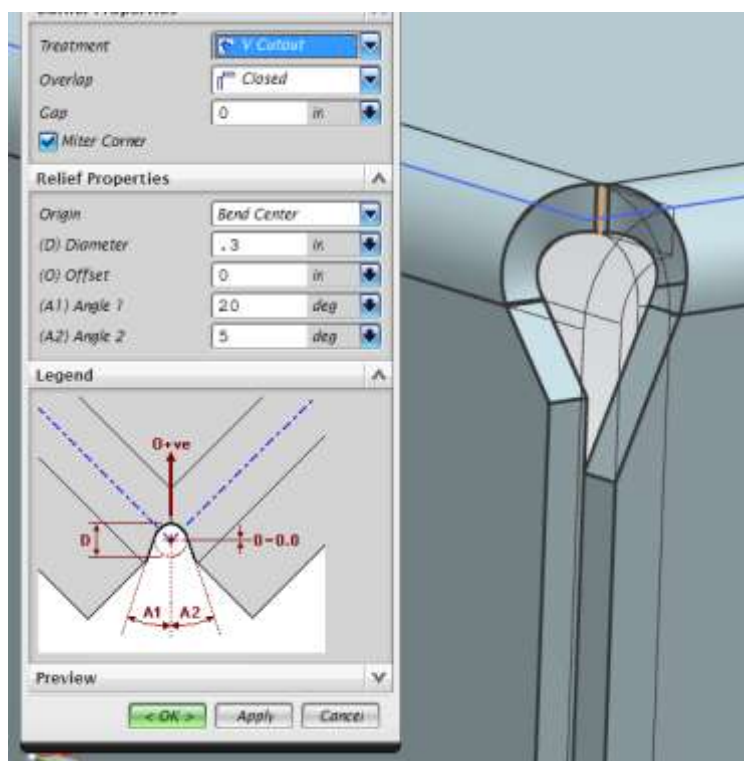 Corner Properties
Treatment V Cutout
Overlap Closed
Gap 0 in
Miter Corner
Relief Properties
Origin Bend Center
(D) Diameter .3 in
(O) Offset 0 in
(A1) Angle 1 20 deg
(A2) Angle 2 5 deg
Legend
O+ve
D O=0.0
A1 A2
Preview
< OK > Apply Cancel